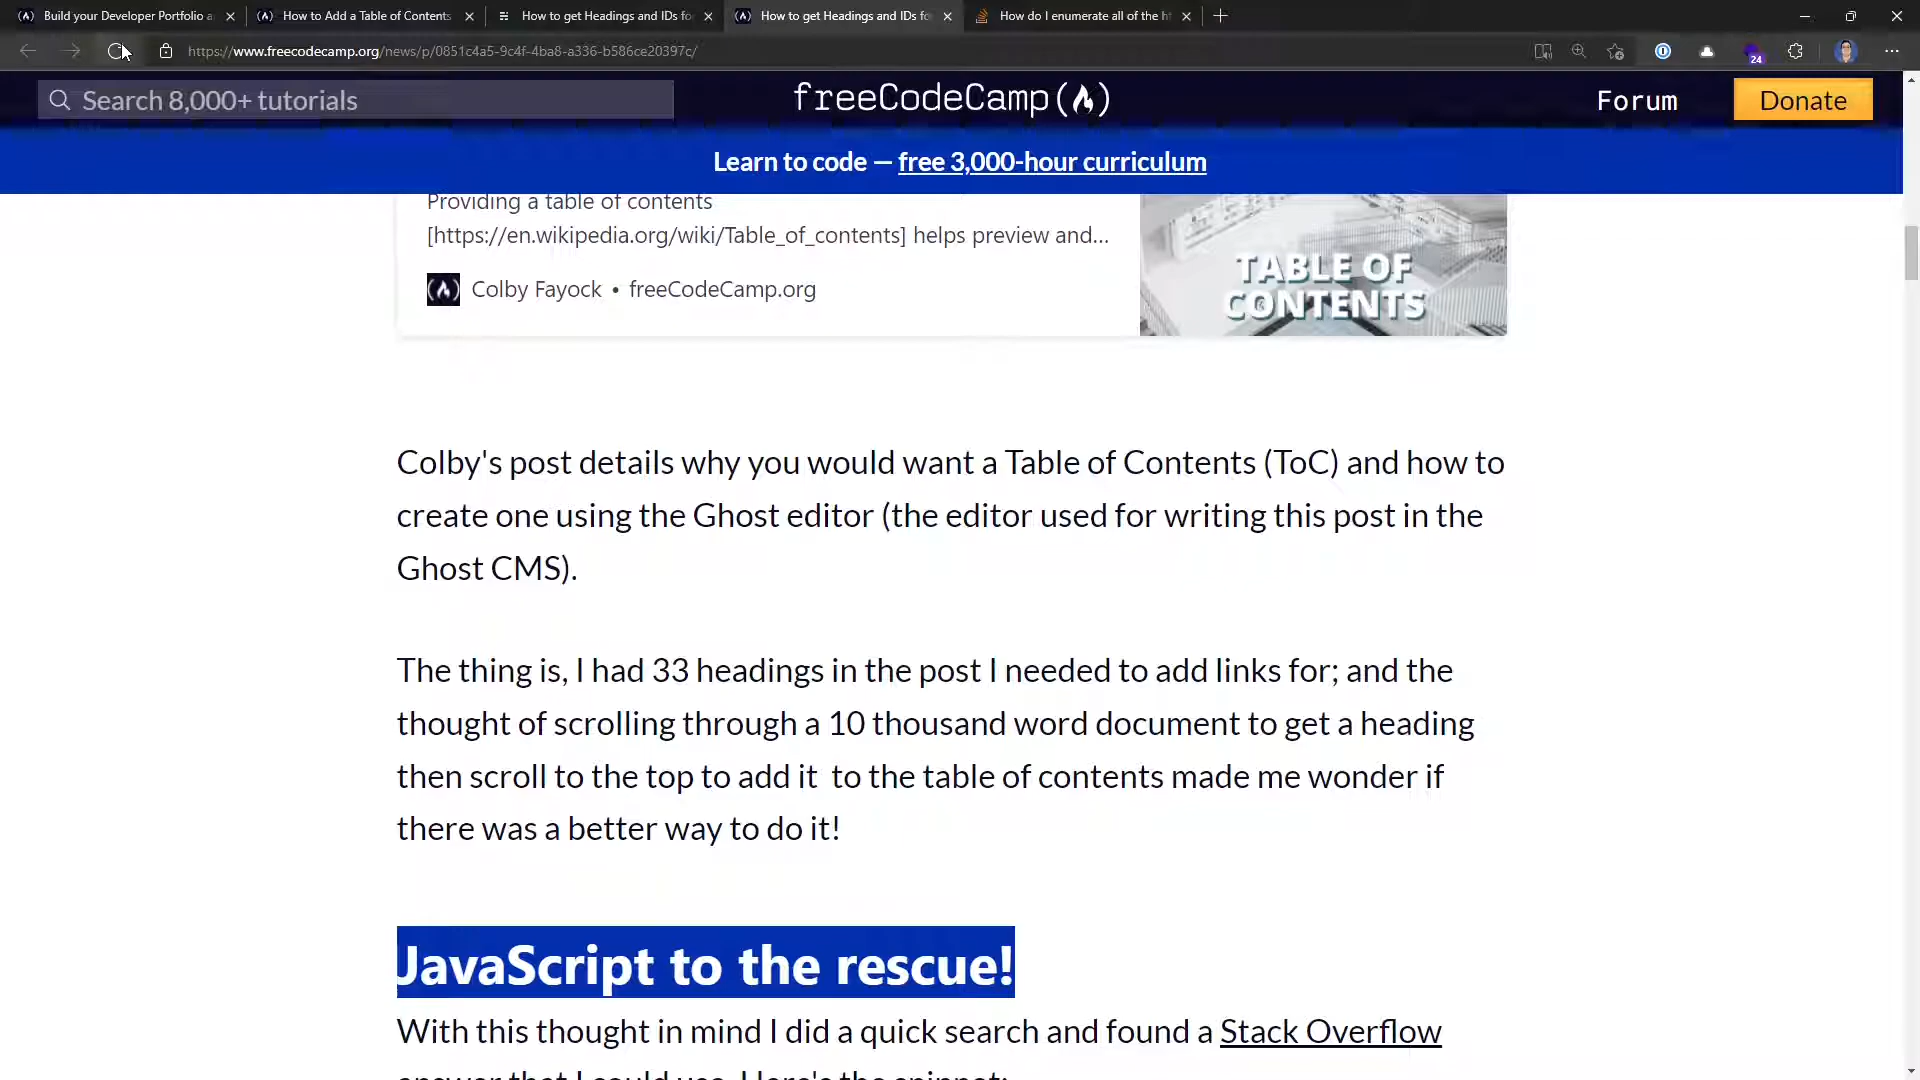 Build your Developer Portfolio a
How to Add a Table of Contents
How to get Headings and IDs fo
How to get Headings and IDs fo
How do I enumerate all of the ht
https://www.freecodecamp.org/news/p/0851c4a5-9c4f-4ba8-a336-b586ce20397c/
24
Search 8,000+ tutorials
freeCodeCamp
Forum
Donate
Learn to code — free 3,000-hour curriculum
Providing a table of contents
[https://en.wikipedia.org/wiki/Table_of_contents] helps preview and...
Colby Fayock • freeCodeCamp.org
TABLE OF
CONTENTS
Colby's post details why you would want a Table of Contents (ToC) and how to
create one using the Ghost editor (the editor used for writing this post in the
Ghost CMS).
The thing is, I had 33 headings in the post I needed to add links for; and the
thought of scrolling through a 10 thousand word document to get a heading
then scroll to the top to add it  to the table of contents made me wonder if
there was a better way to do it!
JavaScript to the rescue!
With this thought in mind I did a quick search and found a Stack Overflow
answer that I could use. Here's the snippet: